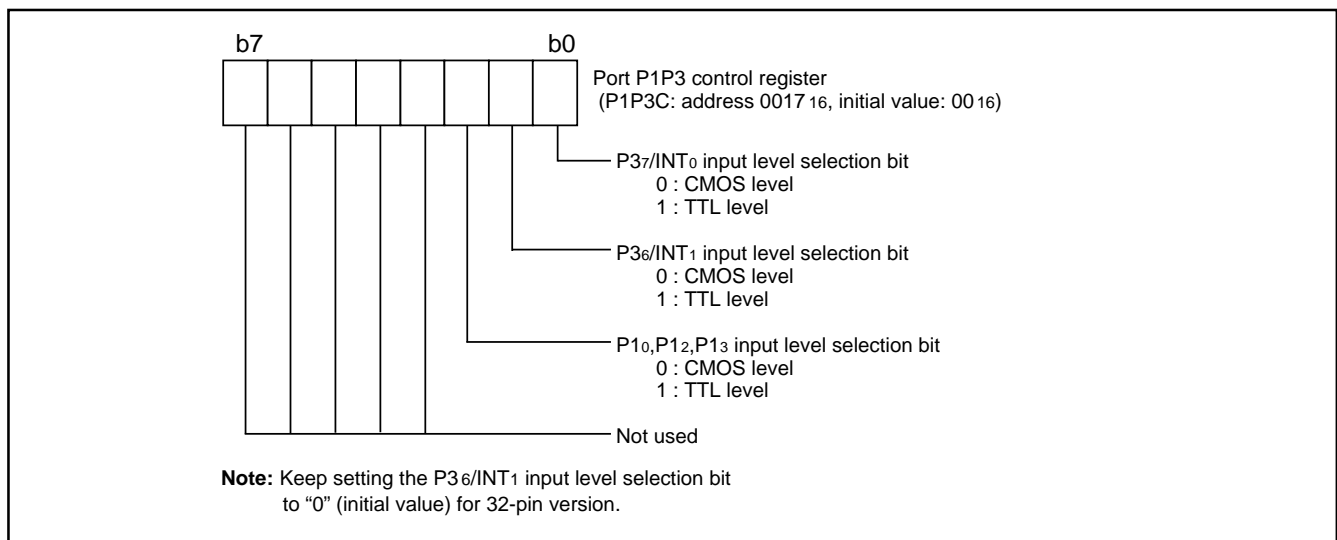 b7 b0
Port P1P3 control register
(P1P3C: address 0017 16, initial value: 00 16)
P37/INT0 input level selection bit
0 : CMOS level
1 : TTL level
P36/INT1 input level selection bit
0 : CMOS level
1 : TTL level
P10,P12,P13 input level selection bit
0 : CMOS level
1 : TTL level
Not used
Note: Keep setting the P3 6/INT1 input level selection bit
to “0” (initial value) for 32-pin version.